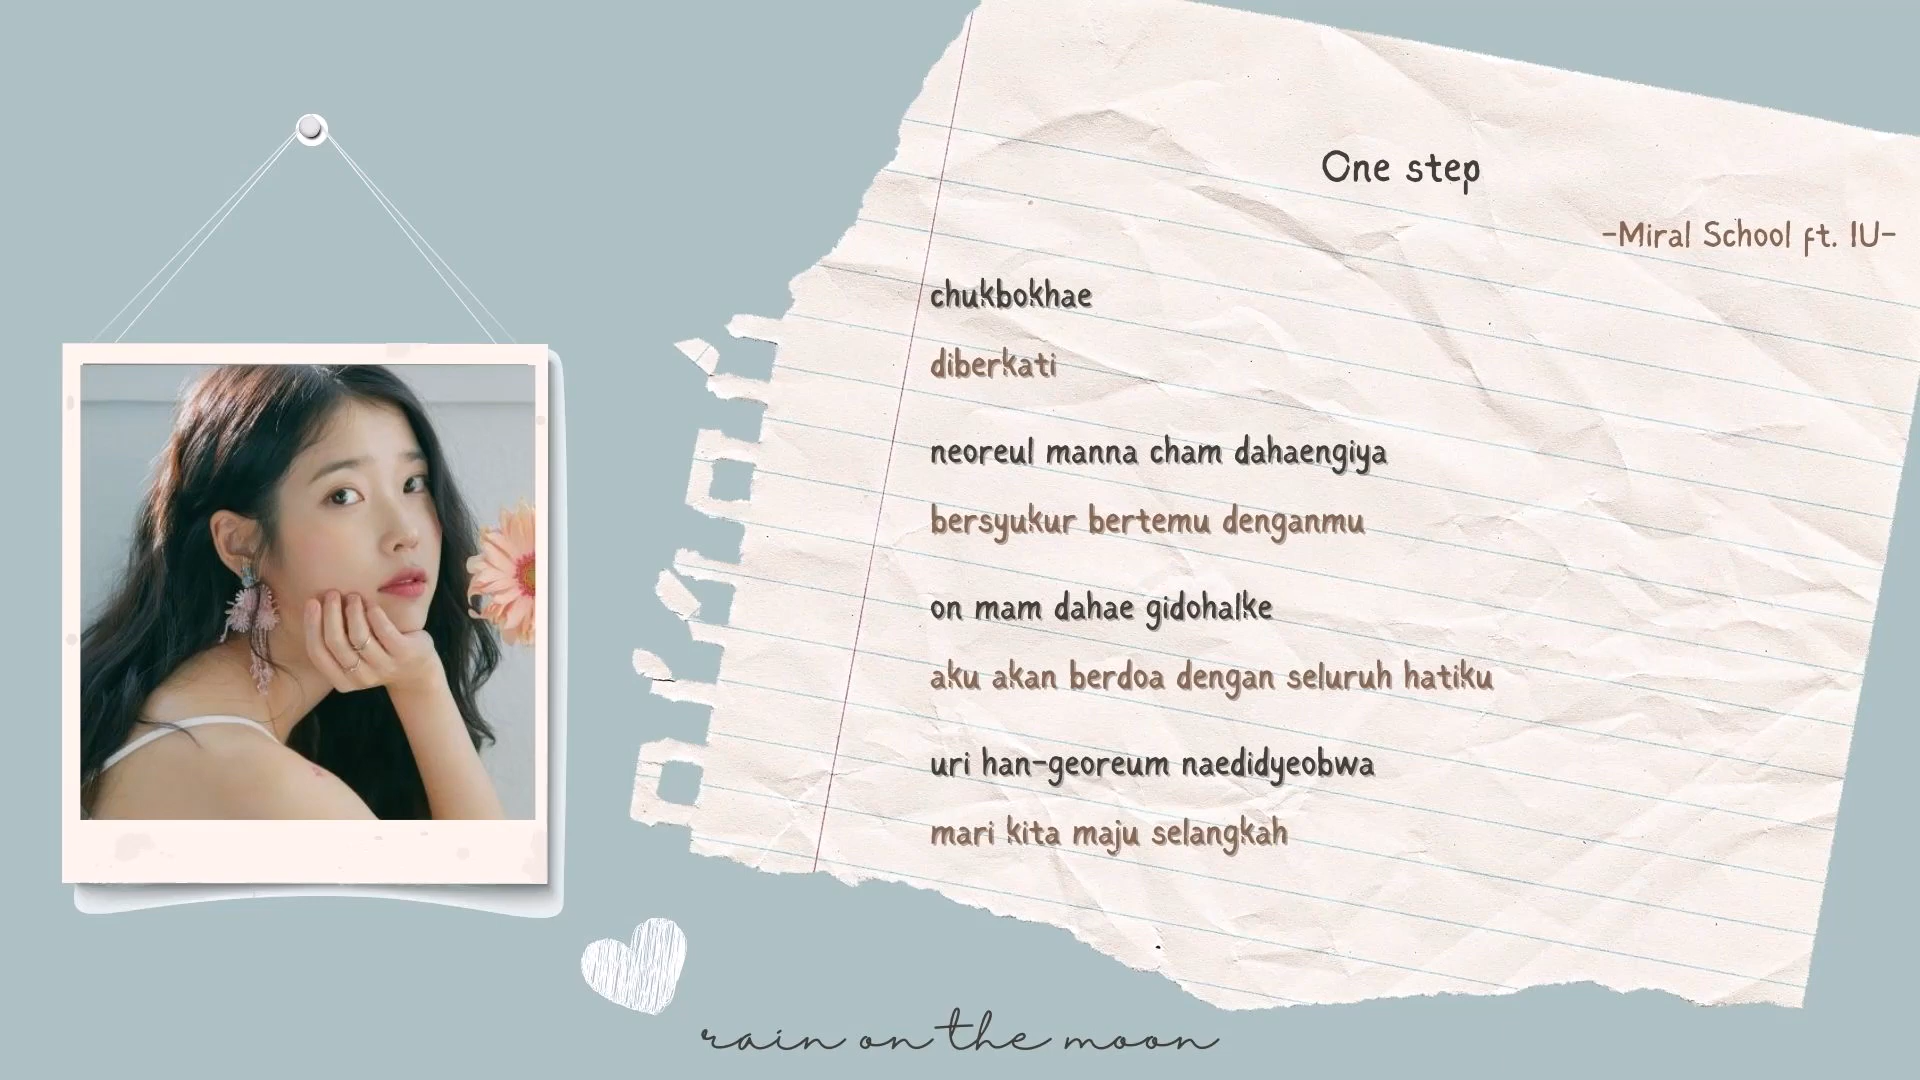 One step
-Miral School ft. IU-
chukbokhae
diberkati
neoreul manna cham dahaengiya
bersyukur bertemu denganmu
on mam dahae gidohalke
aku akan berdoa dengan seluruh hatiku
uri han-georeum naedidyeobwa
mari kita maju selangkah
rain on the moon